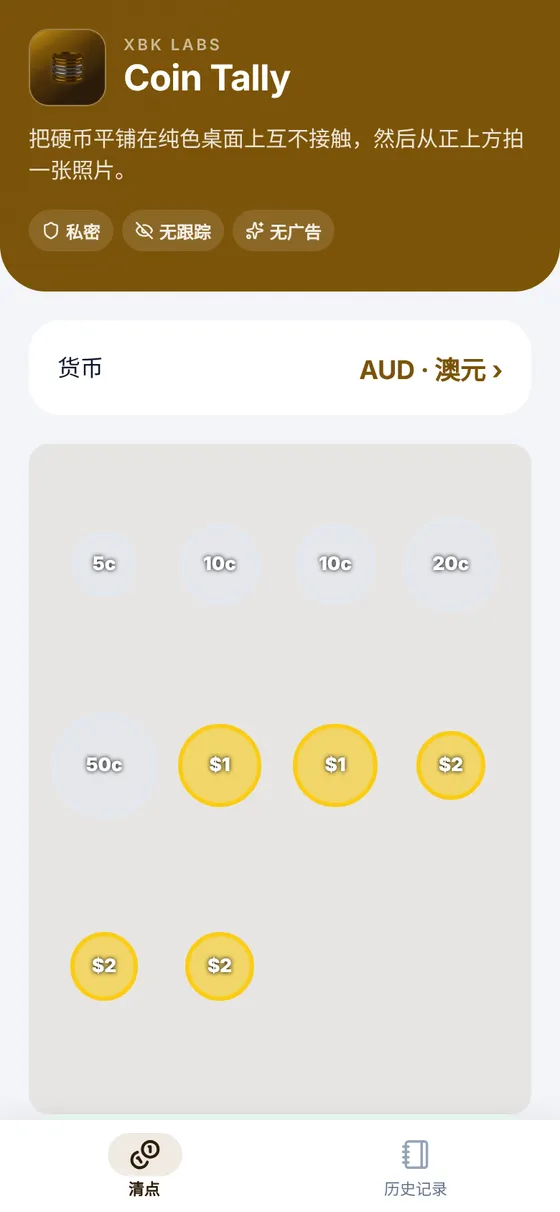 XBK LABS
Coin Tally
把硬币平铺在纯色桌面上互不接触，然后从正上方拍
一张照片。
私密 无跟踪 无广告
货币 AUD · 澳元 ›
5c 10c 10c 20c
50c $1 $1 $2
$2 $2
清点 历史记录